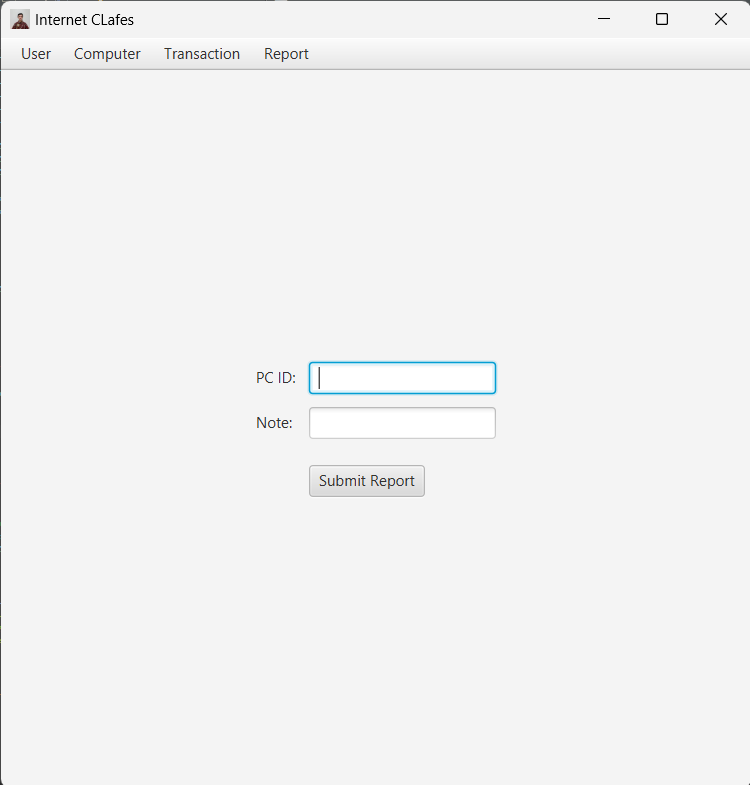 Internet CLafes
User Computer Transaction Report
PC ID:
Note:
Submit Report